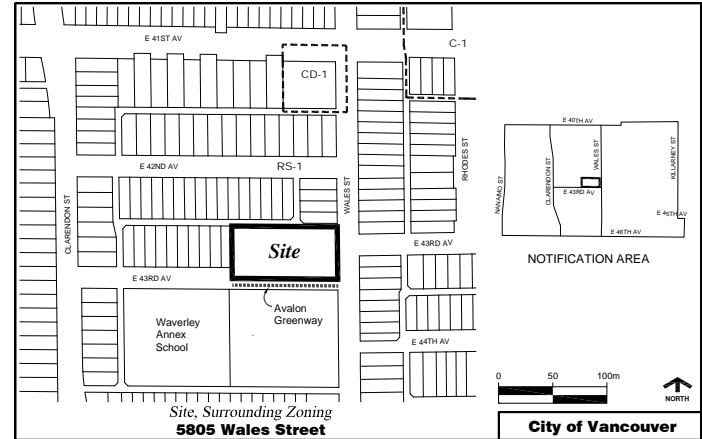 E 41ST AV
C-1
CD-1
E 42ND AV
RS-1
CLARENDON ST
WALES ST
RHODES ST
Site
E 43RD AV
E 43RD AV
Avalon
Greenway
Waverley
Annex
School
E 44TH AV
Site, Surrounding Zoning
5805 Wales Street
E 40TH AV
NANAIMO ST
CLARENDON ST
WALES ST
KILLARNEY ST
E 43RD AV
E 45TH AV
E 46TH AV
NOTIFICATION AREA
0 50 100m
NORTH
City of Vancouver